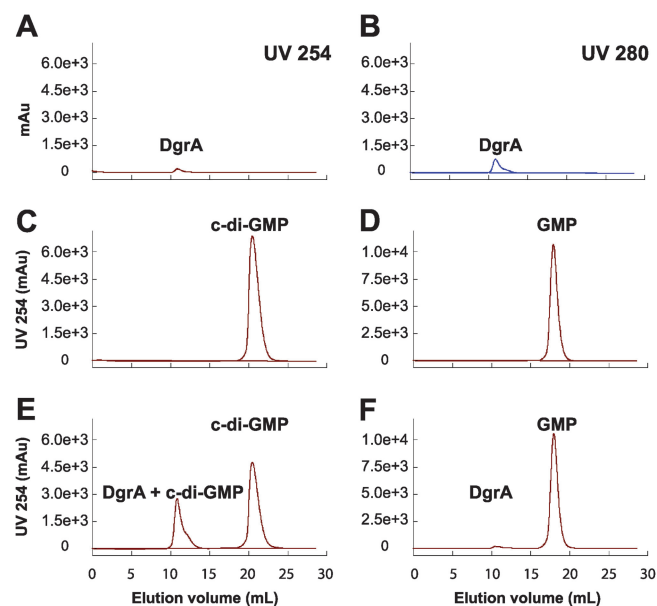 A
UV 254
6.0e+3
4.5e+3
3.0e+3
1.5e+3
0
mAu
DgrA
B
UV 280
6.0e+3
4.5e+3
3.0e+3
1.5e+3
0
DgrA
C
c-di-GMP
6.0e+3
4.5e+3
3.0e+3
1.5e+3
0
UV 254 (mAu)
D
GMP
1.0e+4
7.5e+3
5.0e+3
2.5e+3
0
E
c-di-GMP
6.0e+3
4.5e+3
3.0e+3
1.5e+3
0
UV 254 (mAu)
DgrA + c-di-GMP
0 5 10 15 20 25 30
Elution volume (mL)
F
GMP
1.0e+4
7.5e+3
5.0e+3
2.5e+3
0
DgrA
0 5 10 15 20 25 30
Elution volume (mL)